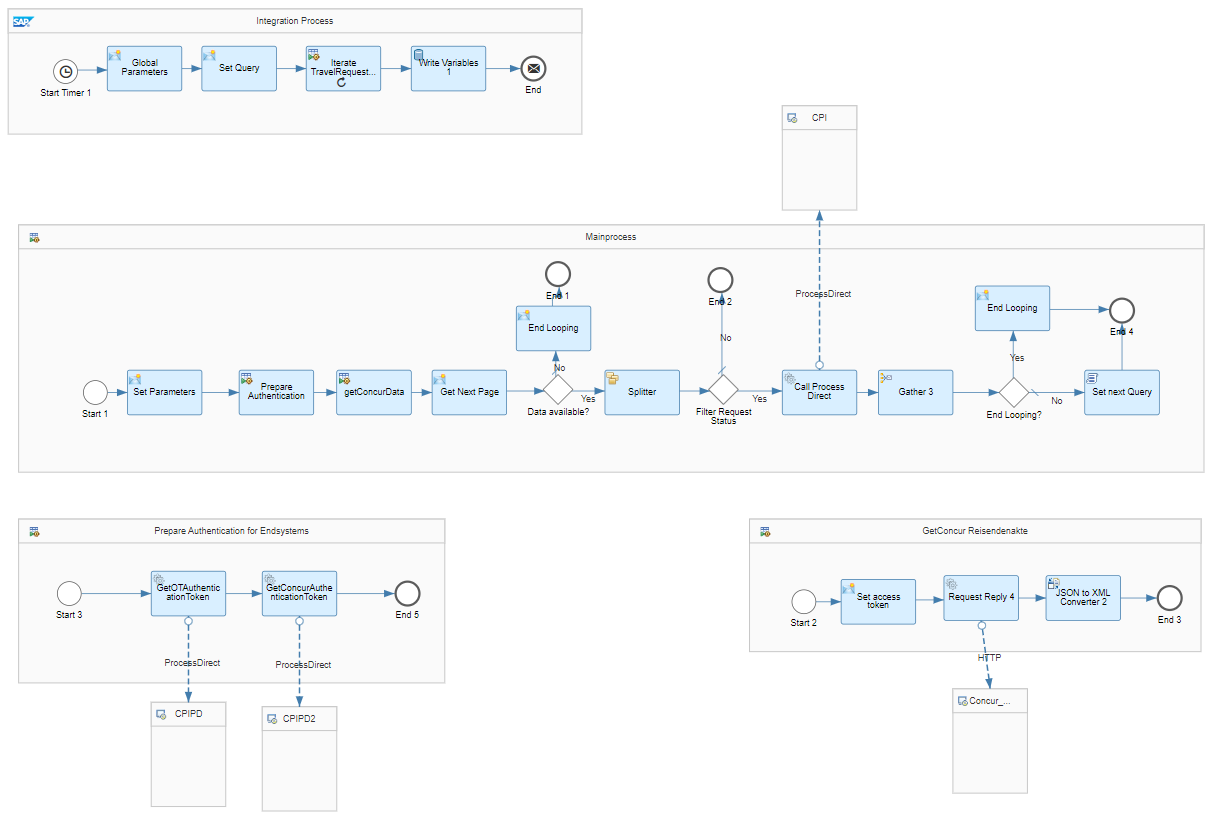 SAP
Integration Process
Start Timer 1
Global
Parameters
Set Query
Iterate
TravelRequest...
Write Variables
1
End
CPI
ProcessDirect
Mainprocess
Start 1
Set Parameters
Prepare
Authentication
getConcurData
Get Next Page
End 1
End Looping
No
Data available?
Yes
Splitter
End 2
No
Filter Request
Status
Yes
Call Process
Direct
Gather 3
End Looping
Yes
End Looping?
No
End 4
Set next Query
Prepare Authentication for Endsystems
Start 3
GetOTAuthentic
ationToken
GetConcurAuthe
nticationToken
End 5
ProcessDirect
ProcessDirect
CPIPD
CPIPD2
GetConcur Reisendenakte
Start 2
Set access
token
Request Reply 4
JSON to XML
Converter 2
End 3
HTTP
Concur_...